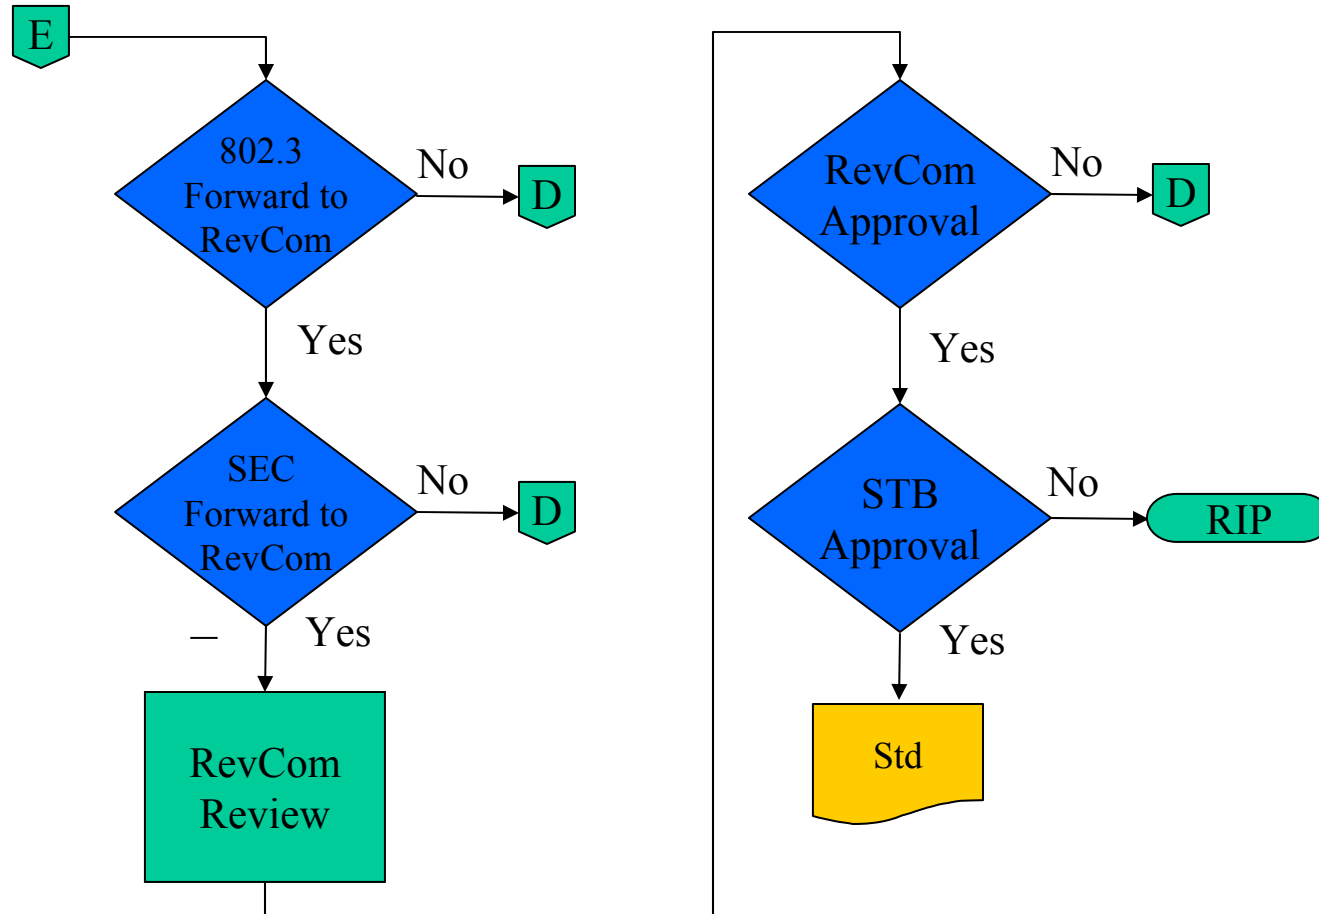 E
802.3
Forward to
RevCom
No
D
Yes
SEC
Forward to
RevCom
No
D
–
Yes
RevCom
Review
RevCom
Approval
No
D
Yes
STB
Approval
No
RIP
Yes
Std